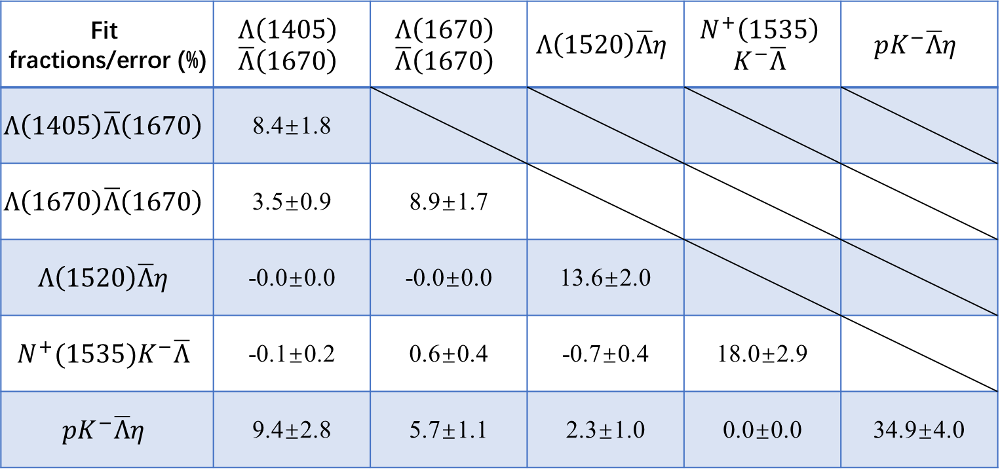 Fit fractions/error (%) Λ(1405) Λ̅(1670) Λ(1670) Λ̅(1670) Λ(1520)Λ̅η N⁺(1535) K⁻Λ̅ pK⁻Λ̅η
Λ(1405)Λ̅(1670) 8.4±1.8
Λ(1670)Λ̅(1670) 3.5±0.9 8.9±1.7
Λ(1520)Λ̅η -0.0±0.0 -0.0±0.0 13.6±2.0
N⁺(1535)K⁻Λ̅ -0.1±0.2 0.6±0.4 -0.7±0.4 18.0±2.9
pK⁻Λ̅η 9.4±2.8 5.7±1.1 2.3±1.0 0.0±0.0 34.9±4.0